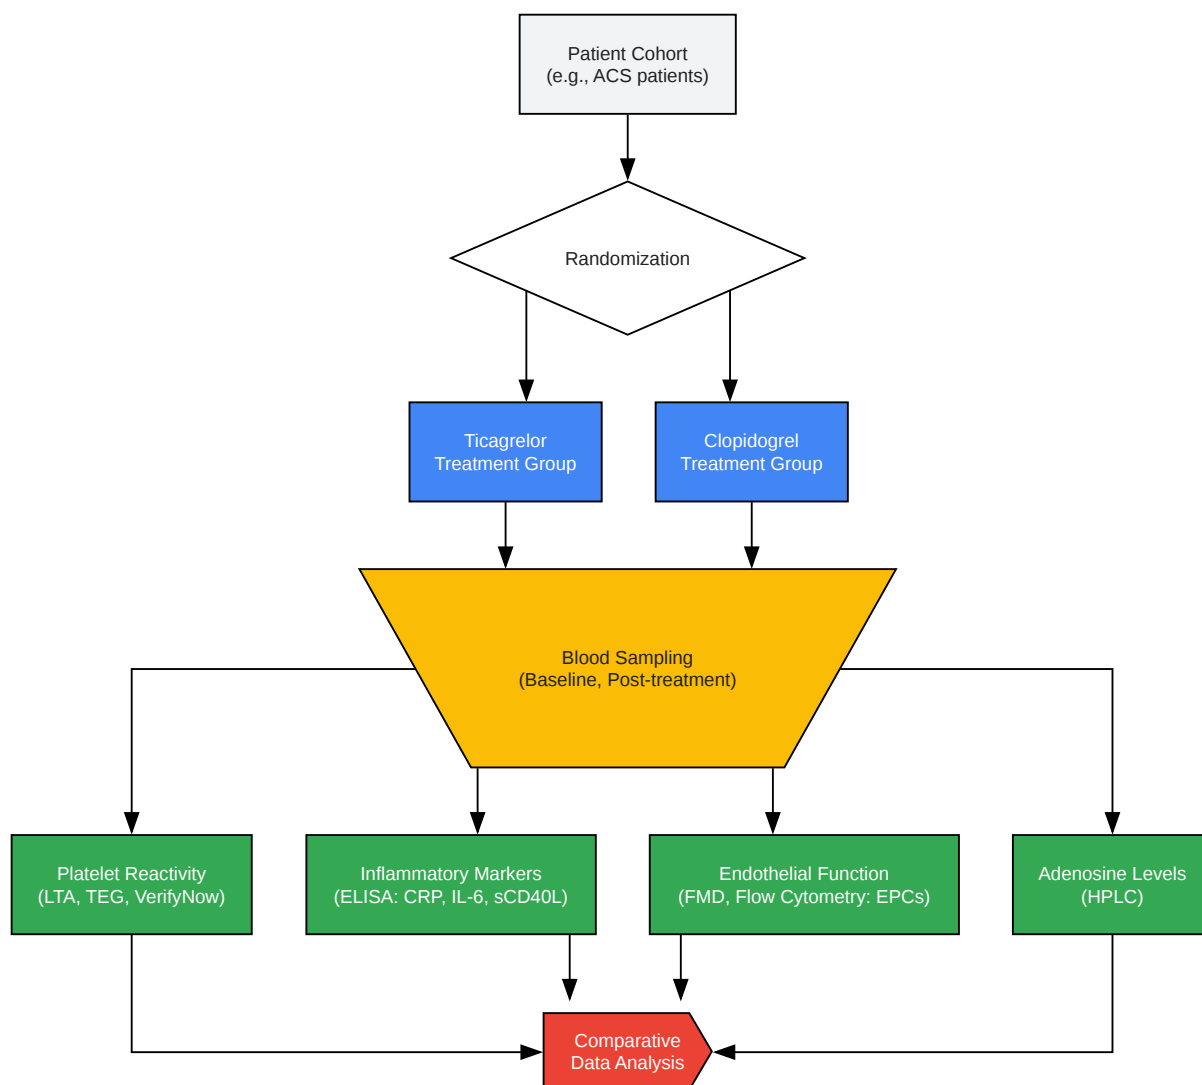 Patient Cohort
(e.g., ACS patients)
Randomization
Ticagrelor
Treatment Group
Clopidogrel
Treatment Group
Blood Sampling
(Baseline, Post-treatment)
Platelet Reactivity
(LTA, TEG, VerifyNow)
Inflammatory Markers
(ELISA: CRP, IL-6, sCD40L)
Endothelial Function
(FMD, Flow Cytometry: EPCs)
Adenosine Levels
(HPLC)
Comparative
Data Analysis